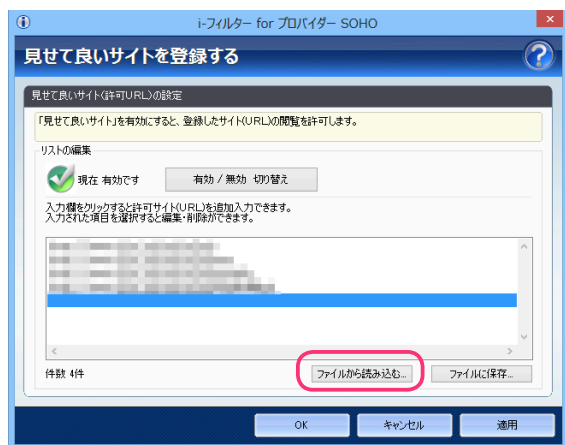 i-フィルター for プロバイダー SOHO
見せて良いサイトを登録する
見せて良いサイト(許可URL)の設定
「見せて良いサイト」を有効にすると、登録したサイト(URL)の閲覧を許可します。
リストの編集
現在 有効です
有効 / 無効 切り替え
入力欄をクリックすると許可サイト(URL)を追加入力できます。
入力された項目を選択すると編集・削除ができます。
件数 4件
ファイルから読み込む...
ファイルに保存...
OK
キャンセル
適用